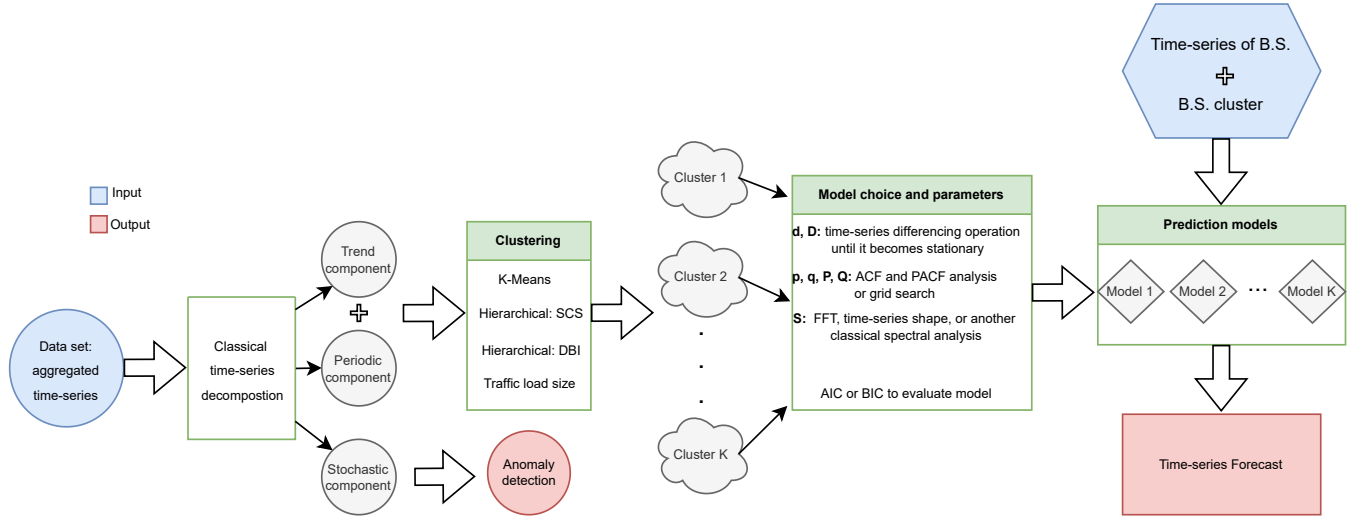 Input
Output
Data set:
aggregated
time-series
Classical
time-series
decompostion
Trend
component
Periodic
component
Stochastic
component
Clustering
K-Means
Hierarchical: SCS
Hierarchical: DBI
Traffic load size
Anomaly
detection
Cluster 1
Cluster 2
.
.
.
Cluster K
Model choice and parameters
d, D: time-series differencing operation
until it becomes stationary
p, q, P, Q: ACF and PACF analysis
or grid search
S: FFT, time-series shape, or another
classical spectral analysis
AIC or BIC to evaluate model
Time-series of B.S.
+
B.S. cluster
Prediction models
Model 1
Model 2
...
Model K
Time-series Forecast